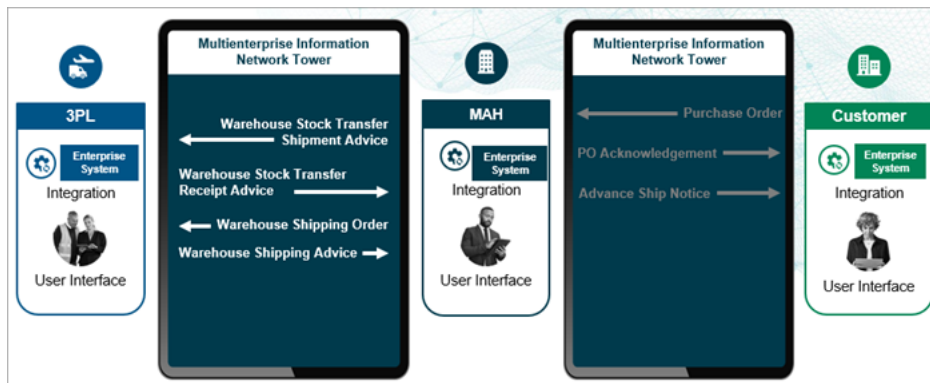 Multienterprise Information
Network Tower
Multienterprise Information
Network Tower
3PL
Enterprise
System
Integration
User Interface
Warehouse Stock Transfer
Shipment Advice
Warehouse Stock Transfer
Receipt Advice
Warehouse Shipping Order
Warehouse Shipping Advice
MAH
Enterprise
System
Integration
User Interface
Purchase Order
PO Acknowledgement
Advance Ship Notice
Customer
Enterprise
System
Integration
User Interface